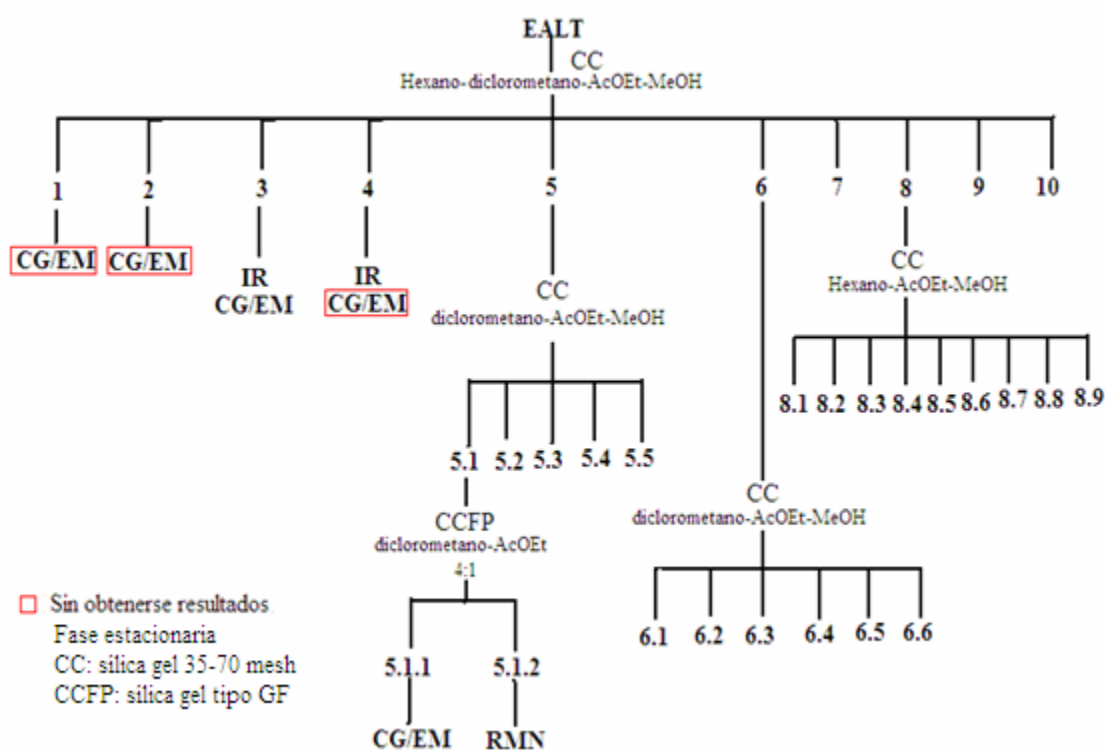 EALT
CC
Hexano-diclorometano-AcOEt-MeOH
1 2 3 4 5 6 7 8 9 10
CG/EM
CG/EM
IR
CG/EM
IR
CG/EM
CC
diclorometano-AcOEt-MeOH
CC
Hexano-AcOEt-MeOH
8.1 8.2 8.3 8.4 8.5 8.6 8.7 8.8 8.9
5.1 5.2 5.3 5.4 5.5
CCFP
diclorometano-AcOEt
4:1
CC
diclorometano-AcOEt-MeOH
6.1 6.2 6.3 6.4 6.5 6.6
5.1.1 5.1.2
CG/EM RMN
Sin obtenerse resultados
Fase estacionaria
CC: silica gel 35-70 mesh
CCFP: silica gel tipo GF